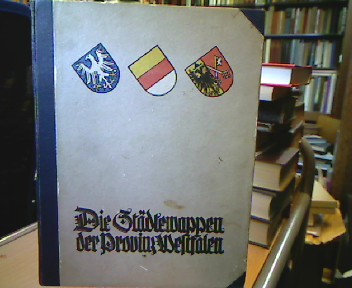 Die Städtewappen
der Provinz Westfalen